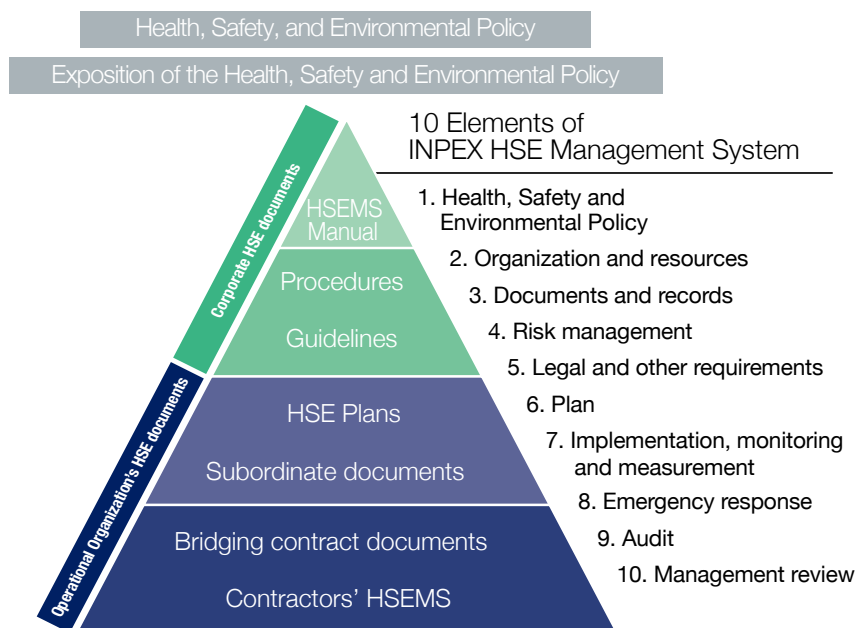 Health, Safety, and Environmental Policy
Exposition of the Health, Safety and Environmental Policy
Corporate HSE documents
Operational Organization's HSE documents
HSEMS
Manual
Procedures
Guidelines
HSE Plans
Subordinate documents
Bridging contract documents
Contractors' HSEMS
10 Elements of
INPEX HSE Management System
1. Health, Safety and
Environmental Policy
2. Organization and resources
3. Documents and records
4. Risk management
5. Legal and other requirements
6. Plan
7. Implementation, monitoring
and measurement
8. Emergency response
9. Audit
10. Management review